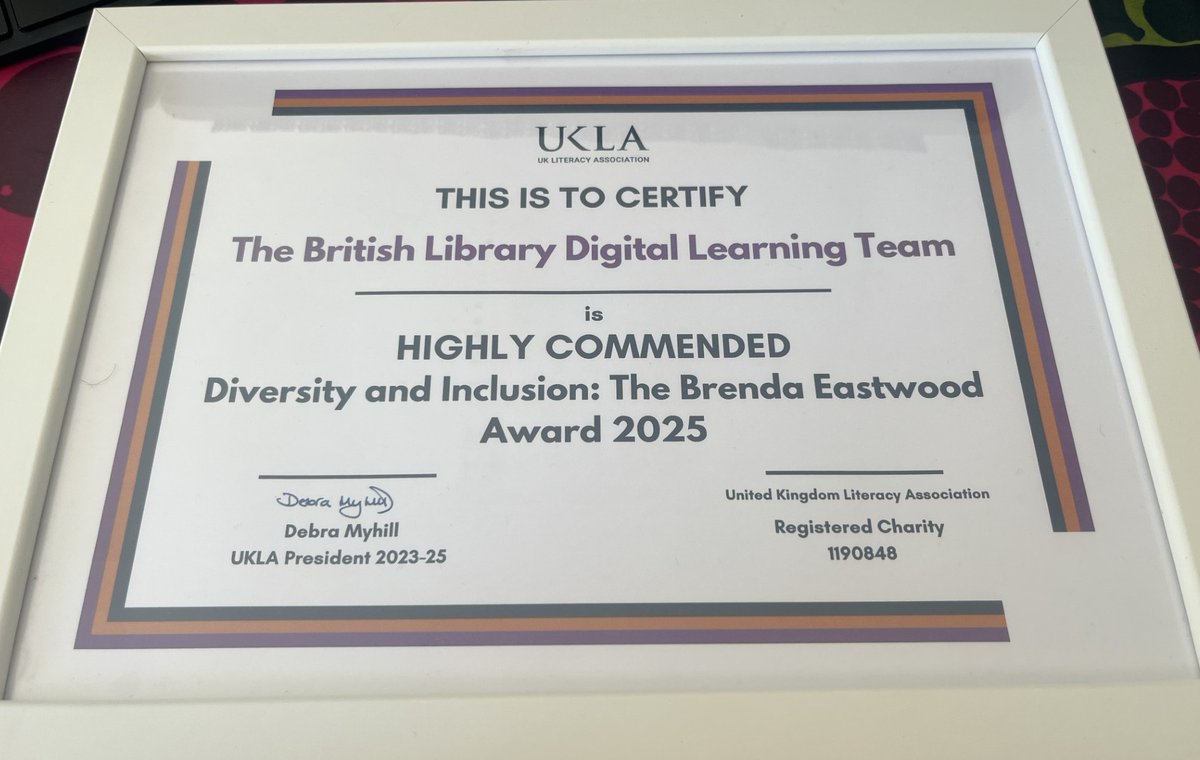 UKLA
UK LITERACY ASSOCIATION
THIS IS TO CERTIFY
The British Library Digital Learning Team
is
HIGHLY COMMENDED
Diversity and Inclusion: The Brenda Eastwood
Award 2025
Debra Myhill
Debra Myhill
UKLA President 2023-25
United Kingdom Literacy Association
Registered Charity
1190848